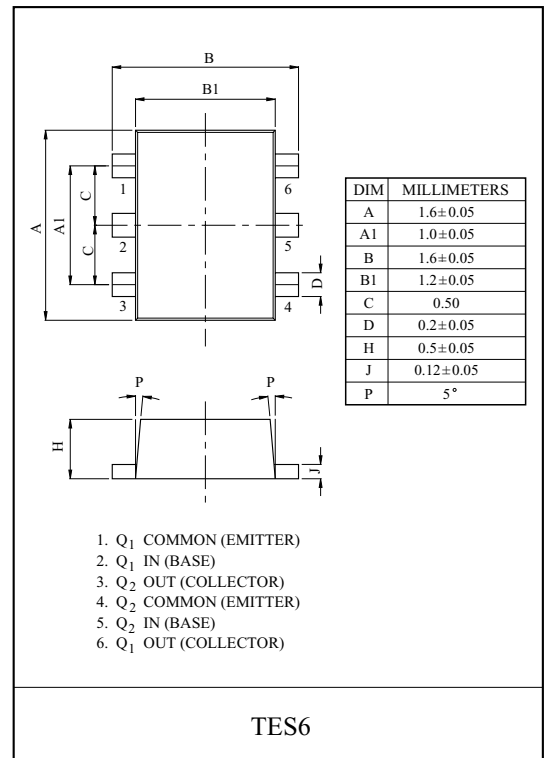 B
B1
A
A1
C
C
D
1
2
3
6
5
4
DIM MILLIMETERS
A 1.6±0.05
A1 1.0±0.05
B 1.6±0.05
B1 1.2±0.05
C 0.50
D 0.2±0.05
H 0.5±0.05
J 0.12±0.05
P 5°
P
P
H
J
1. Q1 COMMON (EMITTER)
2. Q1 IN (BASE)
3. Q2 OUT (COLLECTOR)
4. Q2 COMMON (EMITTER)
5. Q2 IN (BASE)
6. Q1 OUT (COLLECTOR)
TES6